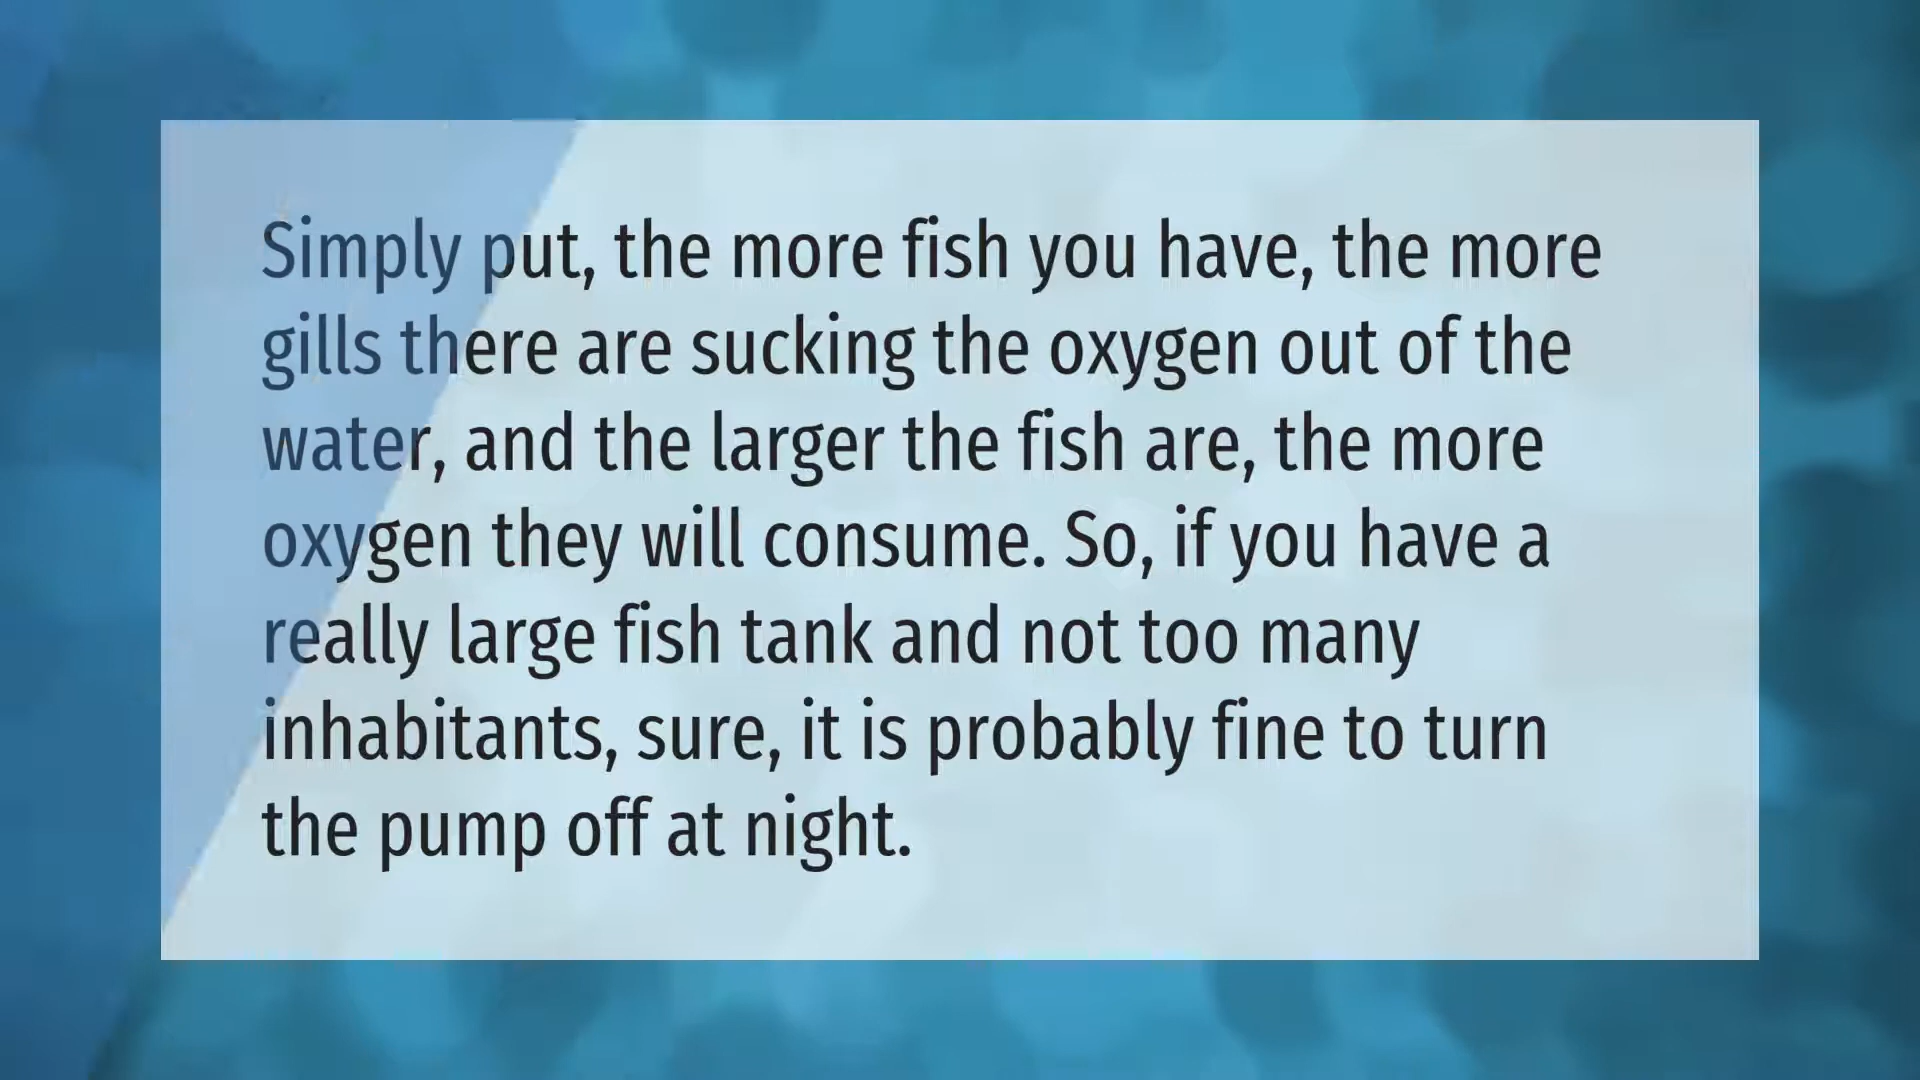 Simply put, the more fish you have, the more
gills there are sucking the oxygen out of the
water, and the larger the fish are, the more
oxygen they will consume. So, if you have a
really large fish tank and not too many
inhabitants, sure, it is probably fine to turn
the pump off at night.